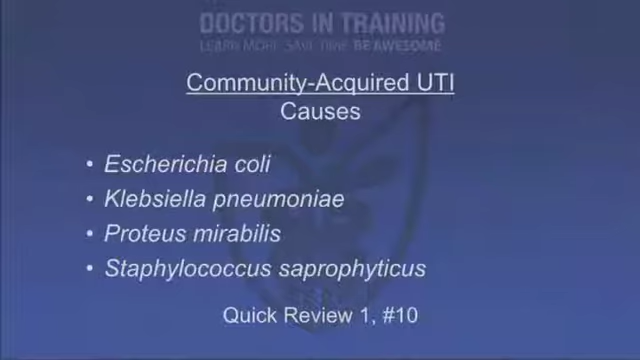 DOCTORS IN TRAINING
LEARN MORE. SAVE TIME. BE AWESOME.
Community-Acquired UTI
Causes
• Escherichia coli
• Klebsiella pneumoniae
• Proteus mirabilis
• Staphylococcus saprophyticus
Quick Review 1, #10